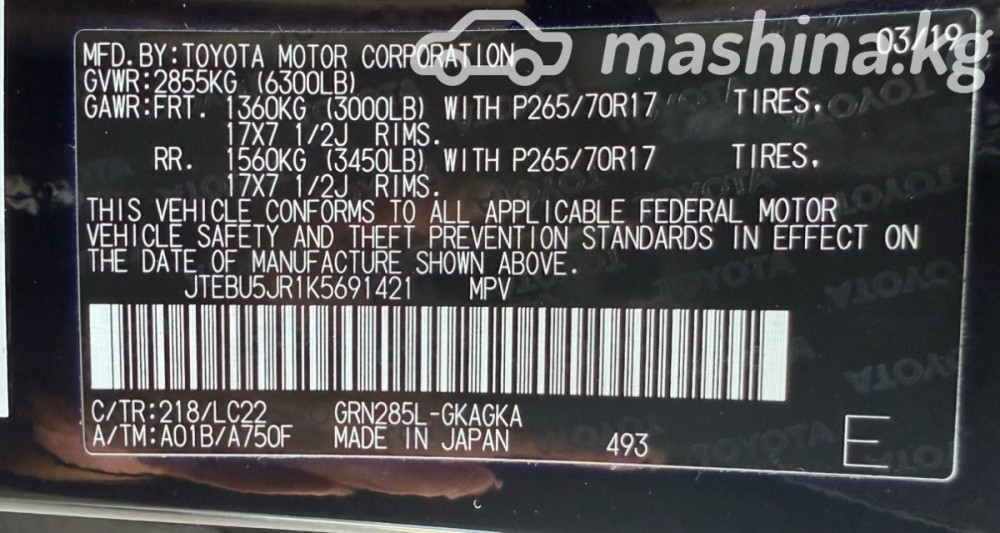 mashina.kg
MFD.BY:TOYOTA MOTOR CORPORATION 03/19
GVWR:2855KG (6300LB)
GAWR:FRT. 1360KG (3000LB) WITH P265/70R17 TIRES,
17X7 1/2J RIMS.
RR. 1560KG (3450LB) WITH P265/70R17 TIRES,
17X7 1/2J RIMS.
THIS VEHICLE CONFORMS TO ALL APPLICABLE FEDERAL MOTOR
VEHICLE SAFETY AND THEFT PREVENTION STANDARDS IN EFFECT ON
THE DATE OF MANUFACTURE SHOWN ABOVE.
JTEBU5JR1K5691421 MPV
C/TR:218/LC22 GRN285L-GKAGKA
A/TM:A01B/A750F MADE IN JAPAN 493 E